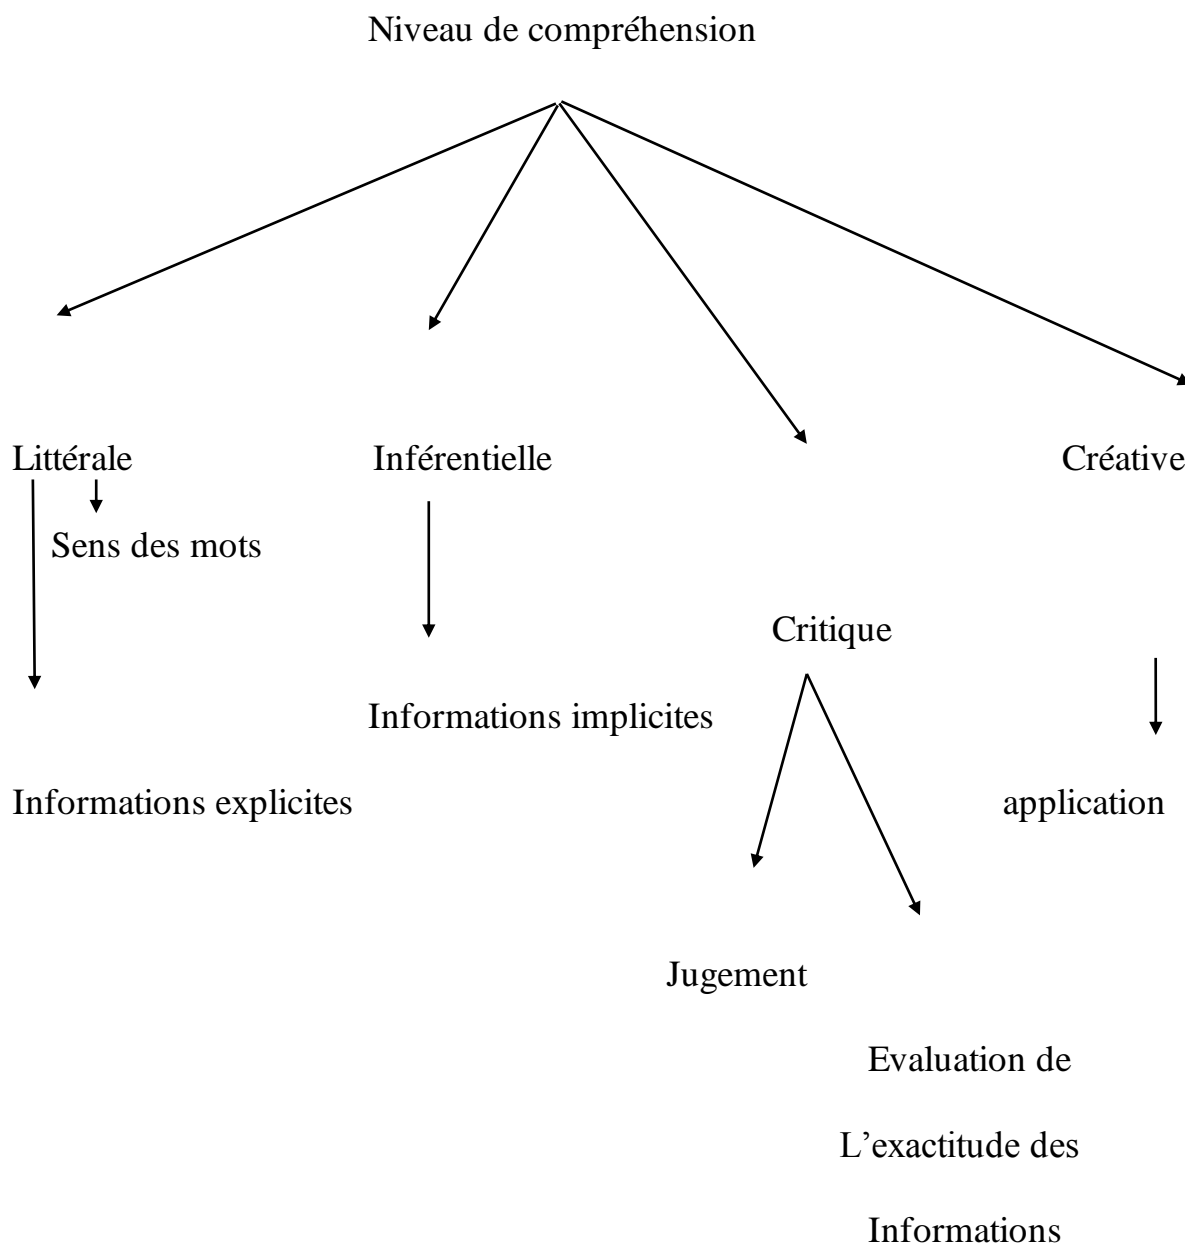 Niveau de compréhension
Littérale
Inférentielle
Créative
Sens des mots
Critique
Informations implicites
Informations explicites
application
Jugement
Evaluation de
L’exactitude des
Informations